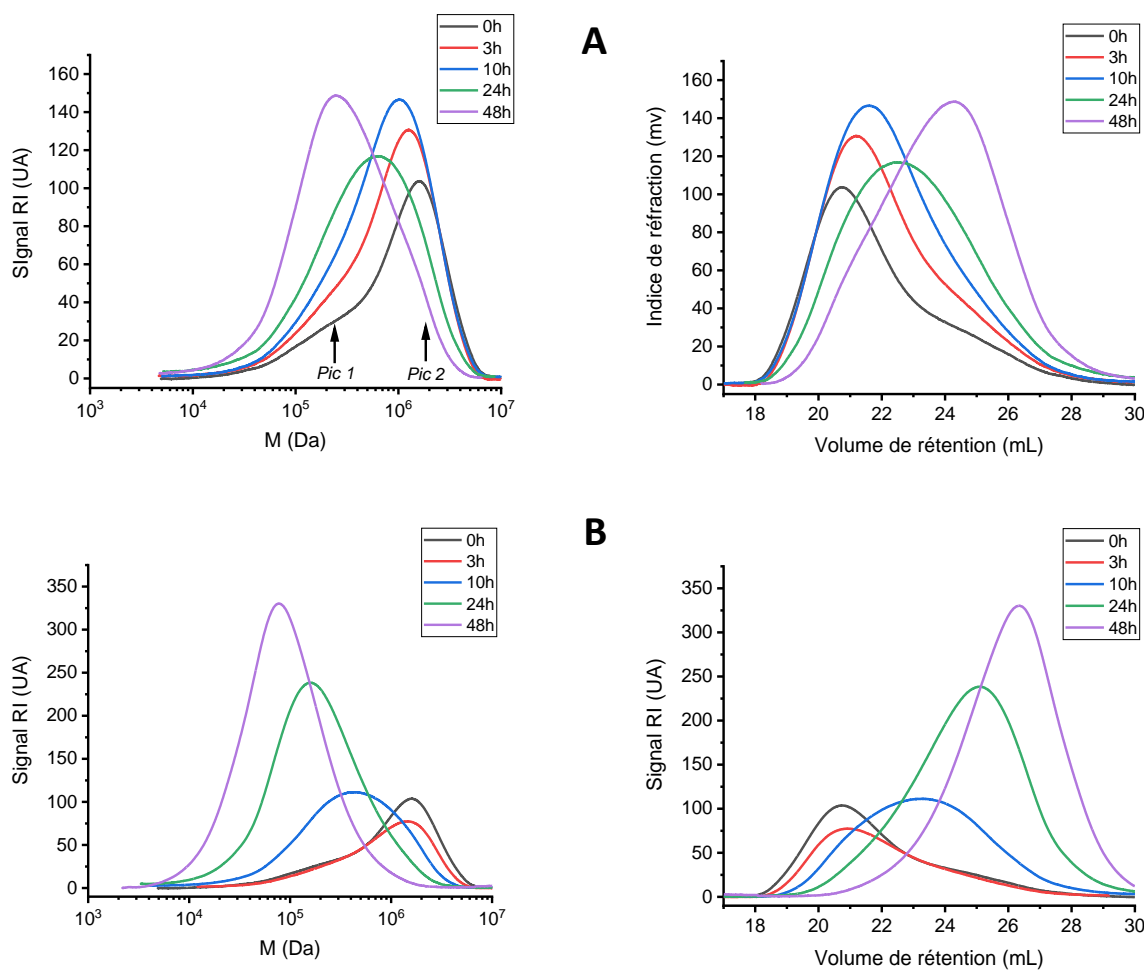 A
0h
3h
10h
24h
48h
SIgnal RI (UA)
160
140
120
100
80
60
40
20
0
Pic 1
Pic 2
10³
10⁴
10⁵
10⁶
10⁷
M (Da)
0h
3h
10h
24h
48h
Indice de réfraction (mv)
160
140
120
100
80
60
40
20
0
18
20
22
24
26
28
30
Volume de rétention (mL)
B
0h
3h
10h
24h
48h
Signal RI (UA)
350
300
250
200
150
100
50
0
10³
10⁴
10⁵
10⁶
10⁷
M (Da)
0h
3h
10h
24h
48h
Signal RI (UA)
350
300
250
200
150
100
50
0
18
20
22
24
26
28
30
Volume de rétention (mL)